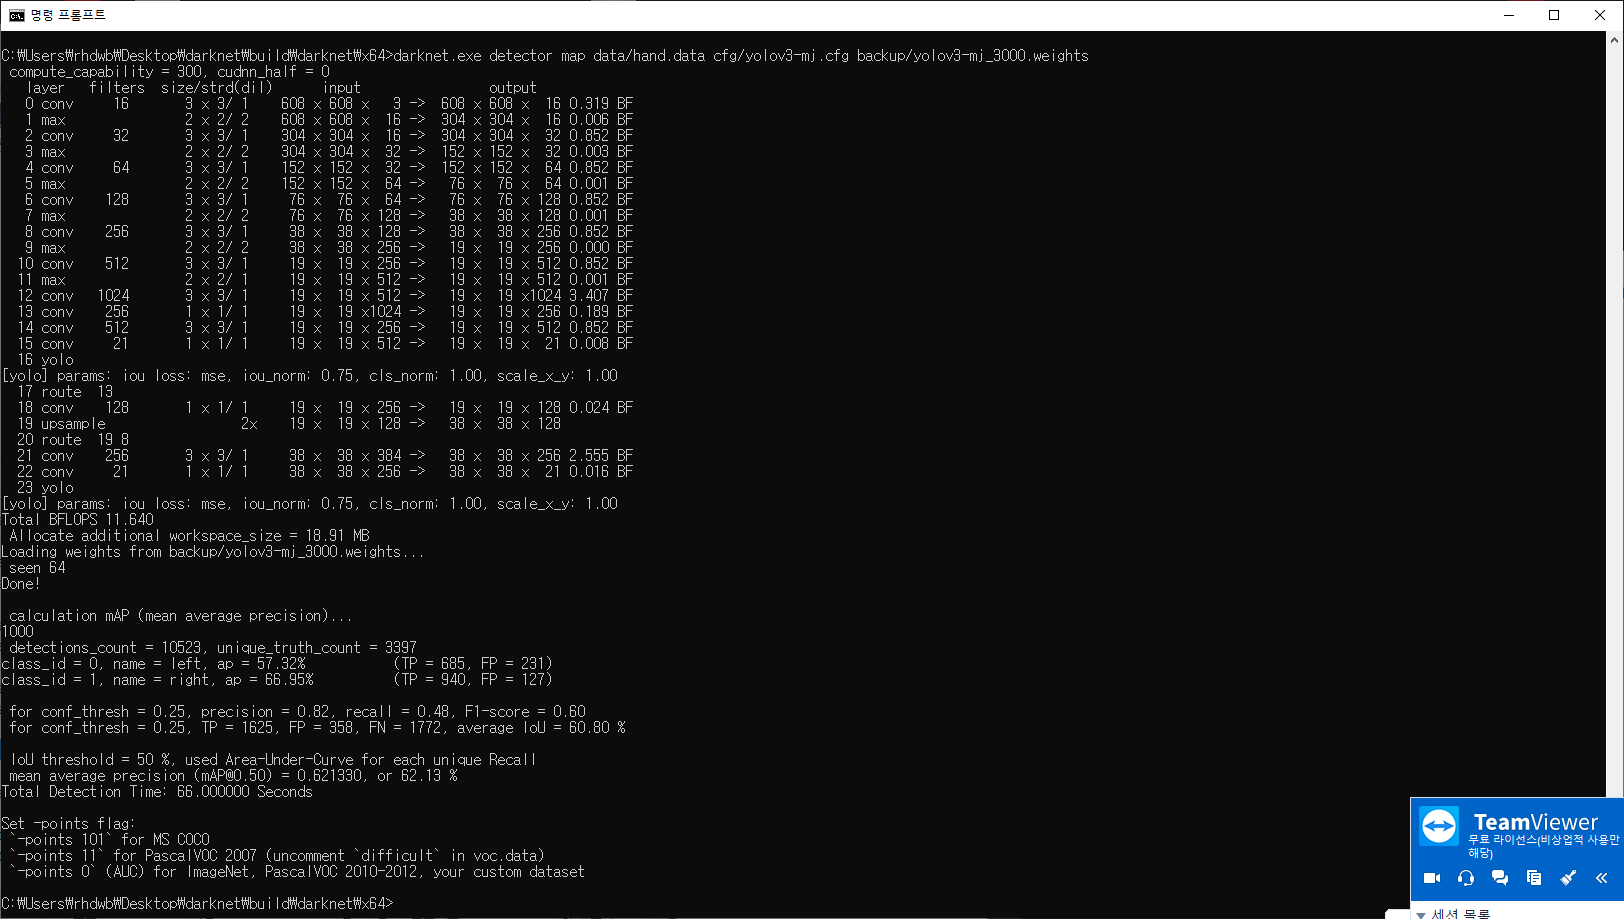 명령 프롬프트
C:₩Users₩rhdwb₩Desktop₩darknet₩build₩darknet₩x64>darknet.exe detector map data/hand.data cfg/yolov3-mj.cfg backup/yolov3-mj_3000.weights
compute_capability = 300, cudnn_half = 0
layer filters size/strd(dil) input output
0 conv 16 3 x 3/ 1 608 x 608 x 3 -> 608 x 608 x 16 0.319 BF
1 max 2 x 2/ 2 608 x 608 x 16 -> 304 x 304 x 16 0.006 BF
2 conv 32 3 x 3/ 1 304 x 304 x 16 -> 304 x 304 x 32 0.852 BF
3 max 2 x 2/ 2 304 x 304 x 32 -> 152 x 152 x 32 0.003 BF
4 conv 64 3 x 3/ 1 152 x 152 x 32 -> 152 x 152 x 64 0.852 BF
5 max 2 x 2/ 2 152 x 152 x 64 -> 76 x 76 x 64 0.001 BF
6 conv 128 3 x 3/ 1 76 x 76 x 64 -> 76 x 76 x 128 0.852 BF
7 max 2 x 2/ 2 76 x 76 x 128 -> 38 x 38 x 128 0.001 BF
8 conv 256 3 x 3/ 1 38 x 38 x 128 -> 38 x 38 x 256 0.852 BF
9 max 2 x 2/ 2 38 x 38 x 256 -> 19 x 19 x 256 0.000 BF
10 conv 512 3 x 3/ 1 19 x 19 x 256 -> 19 x 19 x 512 0.852 BF
11 max 2 x 2/ 1 19 x 19 x 512 -> 19 x 19 x 512 0.001 BF
12 conv 1024 3 x 3/ 1 19 x 19 x 512 -> 19 x 19 x1024 3.407 BF
13 conv 256 1 x 1/ 1 19 x 19 x1024 -> 19 x 19 x 256 0.189 BF
14 conv 512 3 x 3/ 1 19 x 19 x 256 -> 19 x 19 x 512 0.852 BF
15 conv 21 1 x 1/ 1 19 x 19 x 512 -> 19 x 19 x 21 0.008 BF
16 yolo
[yolo] params: iou loss: mse, iou_norm: 0.75, cls_norm: 1.00, scale_x_y: 1.00
17 route 13
18 conv 128 1 x 1/ 1 19 x 19 x 256 -> 19 x 19 x 128 0.024 BF
19 upsample 2x 19 x 19 x 128 -> 38 x 38 x 128
20 route 19 8
21 conv 256 3 x 3/ 1 38 x 38 x 384 -> 38 x 38 x 256 2.555 BF
22 conv 21 1 x 1/ 1 38 x 38 x 256 -> 38 x 38 x 21 0.016 BF
23 yolo
[yolo] params: iou loss: mse, iou_norm: 0.75, cls_norm: 1.00, scale_x_y: 1.00
Total BFLOPS 11.640
Allocate additional workspace_size = 18.91 MB
Loading weights from backup/yolov3-mj_3000.weights...
seen 64
Done!
calculation mAP (mean average precision)...
1000
detections_count = 10523, unique_truth_count = 3397
class_id = 0, name = left, ap = 57.32% (TP = 685, FP = 231)
class_id = 1, name = right, ap = 66.95% (TP = 940, FP = 127)
for conf_thresh = 0.25, precision = 0.82, recall = 0.48, F1-score = 0.60
for conf_thresh = 0.25, TP = 1625, FP = 358, FN = 1772, average IoU = 60.80 %
IoU threshold = 50 %, used Area-Under-Curve for each unique Recall
mean average precision (mAP@0.50) = 0.621330, or 62.13 %
Total Detection Time: 66.000000 Seconds
Set -points flag:
`-points 101` for MS COCO
`-points 11` for PascalVOC 2007 (uncomment `difficult` in voc.data)
`-points 0` (AUC) for ImageNet, PascalVOC 2010-2012, your custom dataset
C:₩Users₩rhdwb₩Desktop₩darknet₩build₩darknet₩x64>
TeamViewer
무료 라이선스(비상업적 사용만
해당)
세션 목록